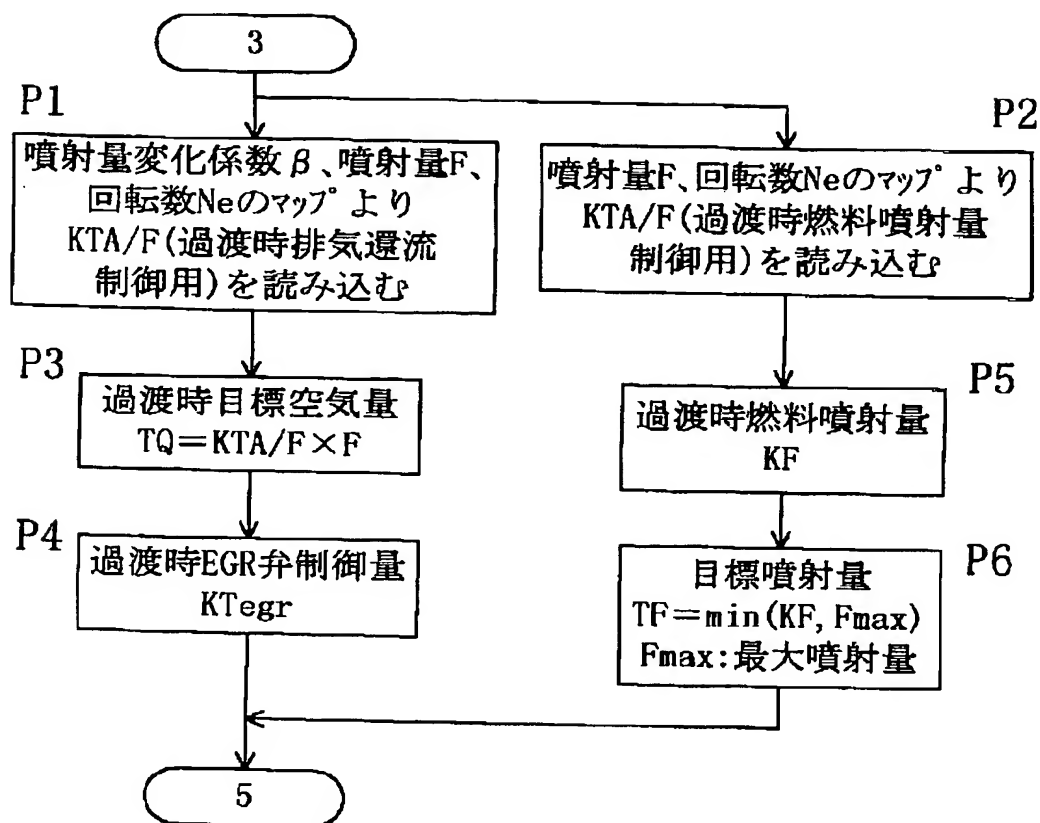 3
P1
噴射量変化係数β、噴射量F、
回転数Neのマップより
KTA/F(過渡時排気還流
制御用)を読み込む
P2
噴射量F、回転数Neのマップより
KTA/F(過渡時燃料噴射量
制御用)を読み込む
P3
過渡時目標空気量
TQ=KTA/F×F
P5
過渡時燃料噴射量
KF
P4
過渡時EGR弁制御量
KTegr
P6
目標噴射量
TF=min(KF,Fmax)
Fmax:最大噴射量
5